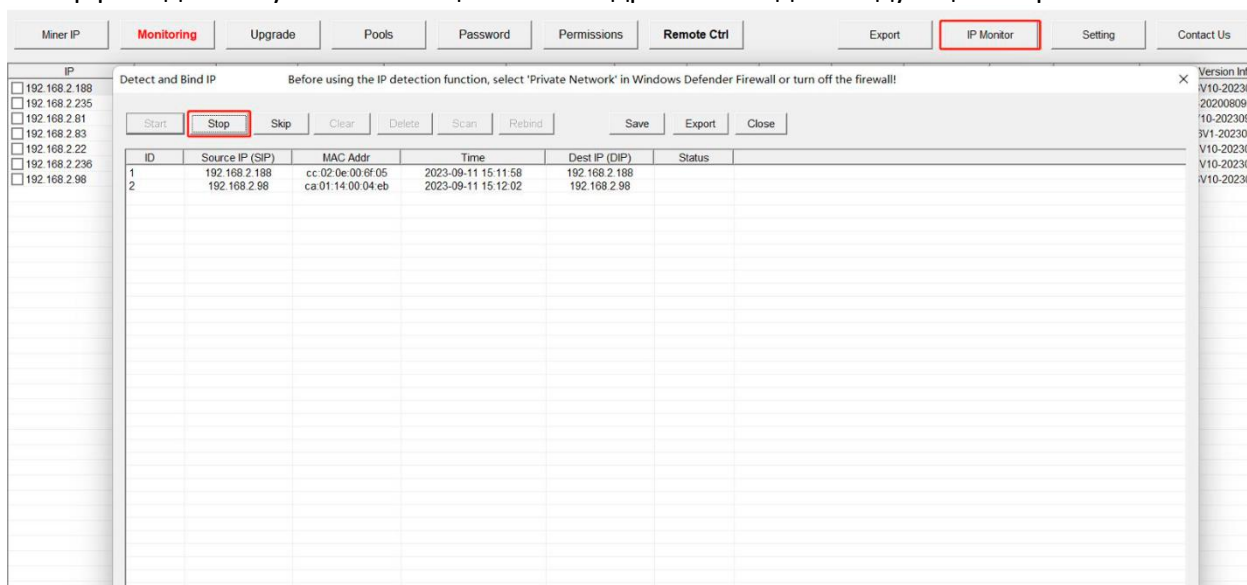 Miner IP Monitoring Upgrade Pools Password Permissions Remote Ctrl Export IP Monitor Setting Contact Us
IP
Detect and Bind IP Before using the IP detection function, select 'Private Network' in Windows Defender Firewall or turn off the firewall!
Version
192.168.2.188
192.168.2.235
192.168.2.81
192.168.2.83
192.168.2.22
192.168.2.236
192.168.2.98
Start Stop Skip Clear Delete Scan Rebind Save Export Close
ID Source IP (SIP) MAC Addr Time Dest IP (DIP) Status
1 192.168.2.188 cc:02:0e:00:6f:05 2023-09-11 15:11:58 192.168.2.188
2 192.168.2.98 ca:01:14:00:04:eb 2023-09-11 15:12:02 192.168.2.98